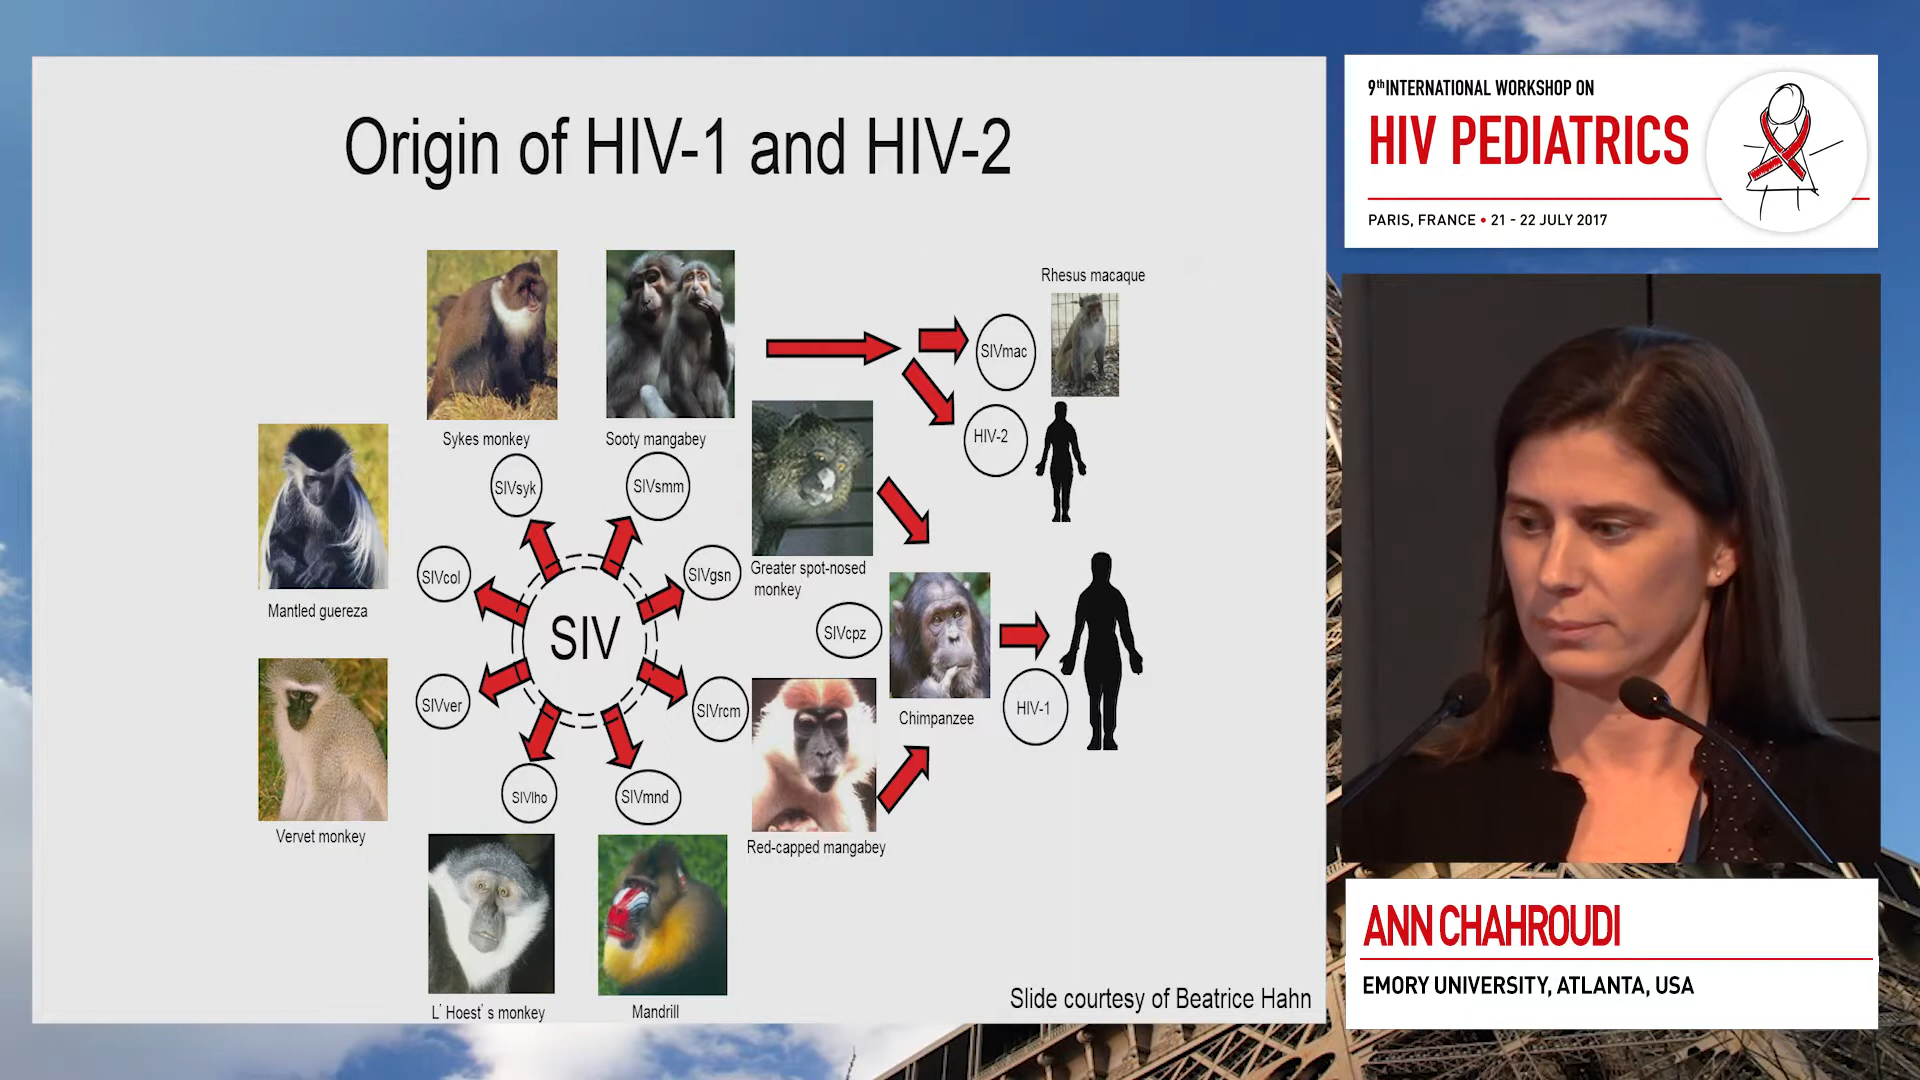 Origin of HIV-1 and HIV-2
Rhesus macaque
SIVmac
HIV-2
Sykes monkey
Sooty mangabey
SIVsyk
SIVsmm
SIVcol
SIVgsn
Greater spot-nosed
monkey
Mantled guereza
SIV
SIVcpz
SIVver
SIVrcm
HIV-1
Chimpanzee
SIVlho
SIVmnd
Vervet monkey
Red-capped mangabey
L' Hoest' s monkey
Mandrill
Slide courtesy of Beatrice Hahn
9th INTERNATIONAL WORKSHOP ON
HIV PEDIATRICS
PARIS, FRANCE • 21 - 22 JULY 2017
ANN CHAHROUDI
EMORY UNIVERSITY, ATLANTA, USA